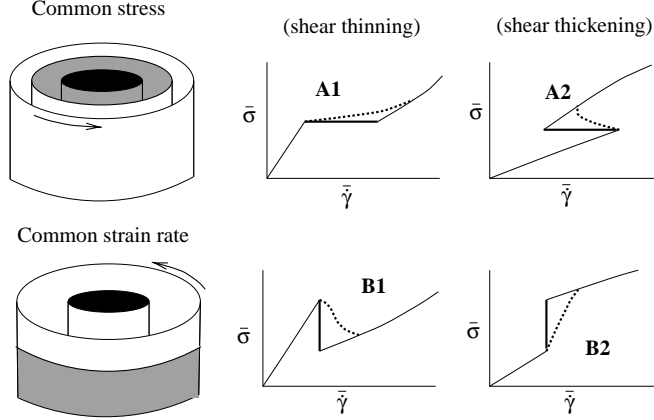 Common stress
(shear thinning)
(shear thickening)
A1
A2
σ̄
σ̄
γ̇̄
γ̇̄
Common strain rate
B1
B2
σ̄
σ̄
γ̇̄
γ̇̄